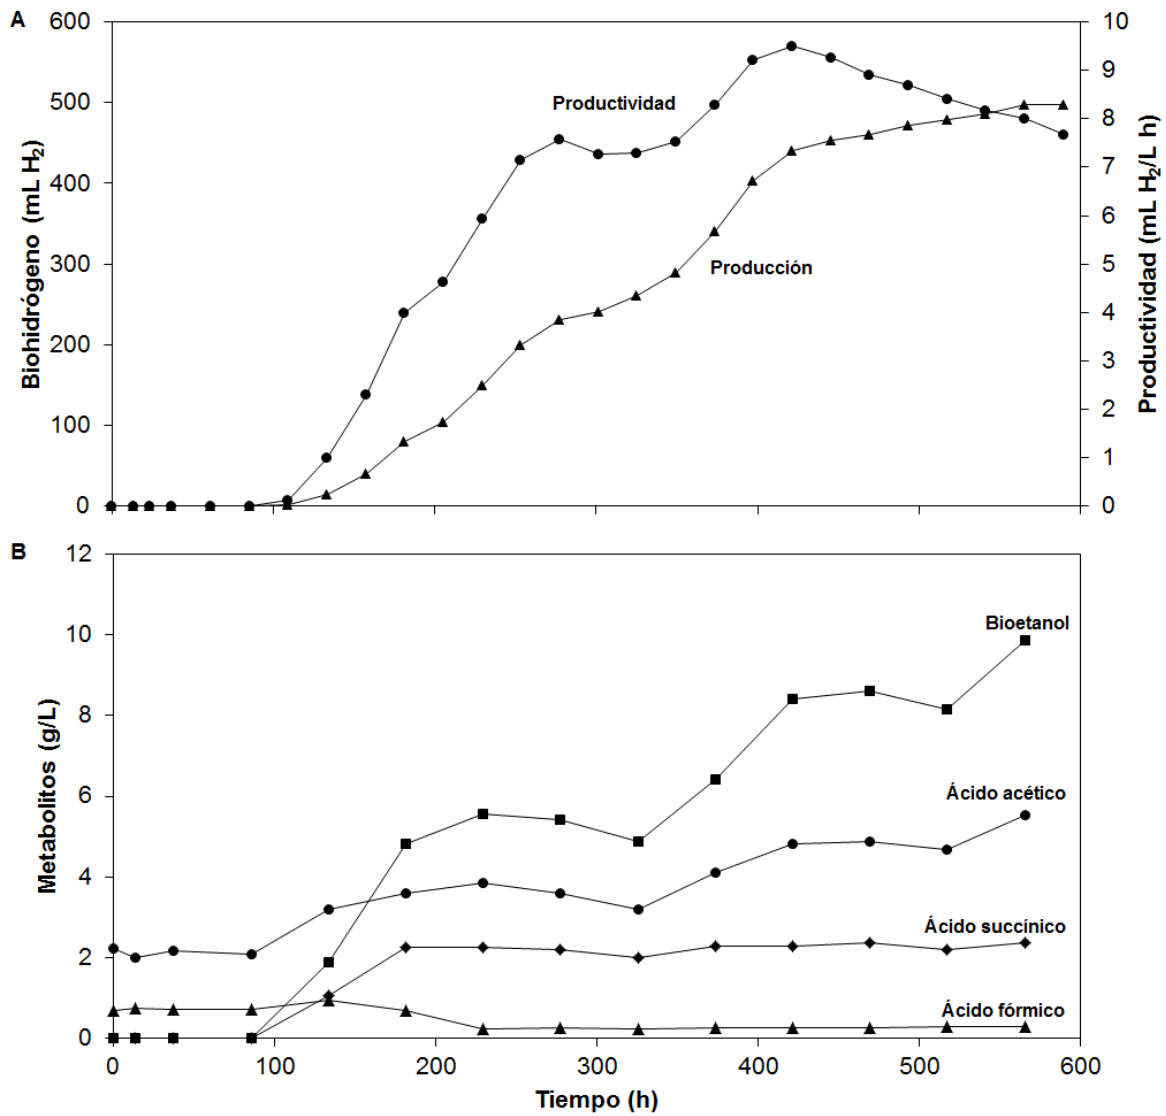 A
600
500
400
300
200
100
0
Biohidrógeno (mL H₂)
10
9
8
7
6
5
4
3
2
1
0
Productividad (mL H₂/L h)
Productividad
Producción
B
12
10
8
6
4
2
0
Metabolitos (g/L)
Bioetanol
Ácido acético
Ácido succínico
Ácido fórmico
0 100 200 300 400 500 600
Tiempo (h)